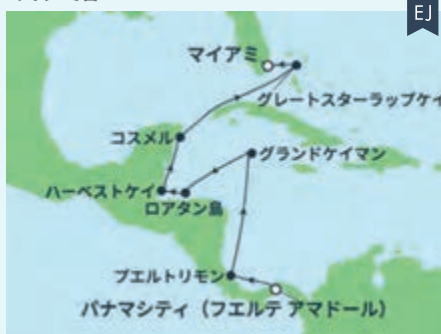 EJ
マイアミ
グレートスターラップケイ
コスメル
グランドケイマン
ハーベストケイ
ロアタン島
プエルトリモン
パナマシティ（フエルテ アマドール）